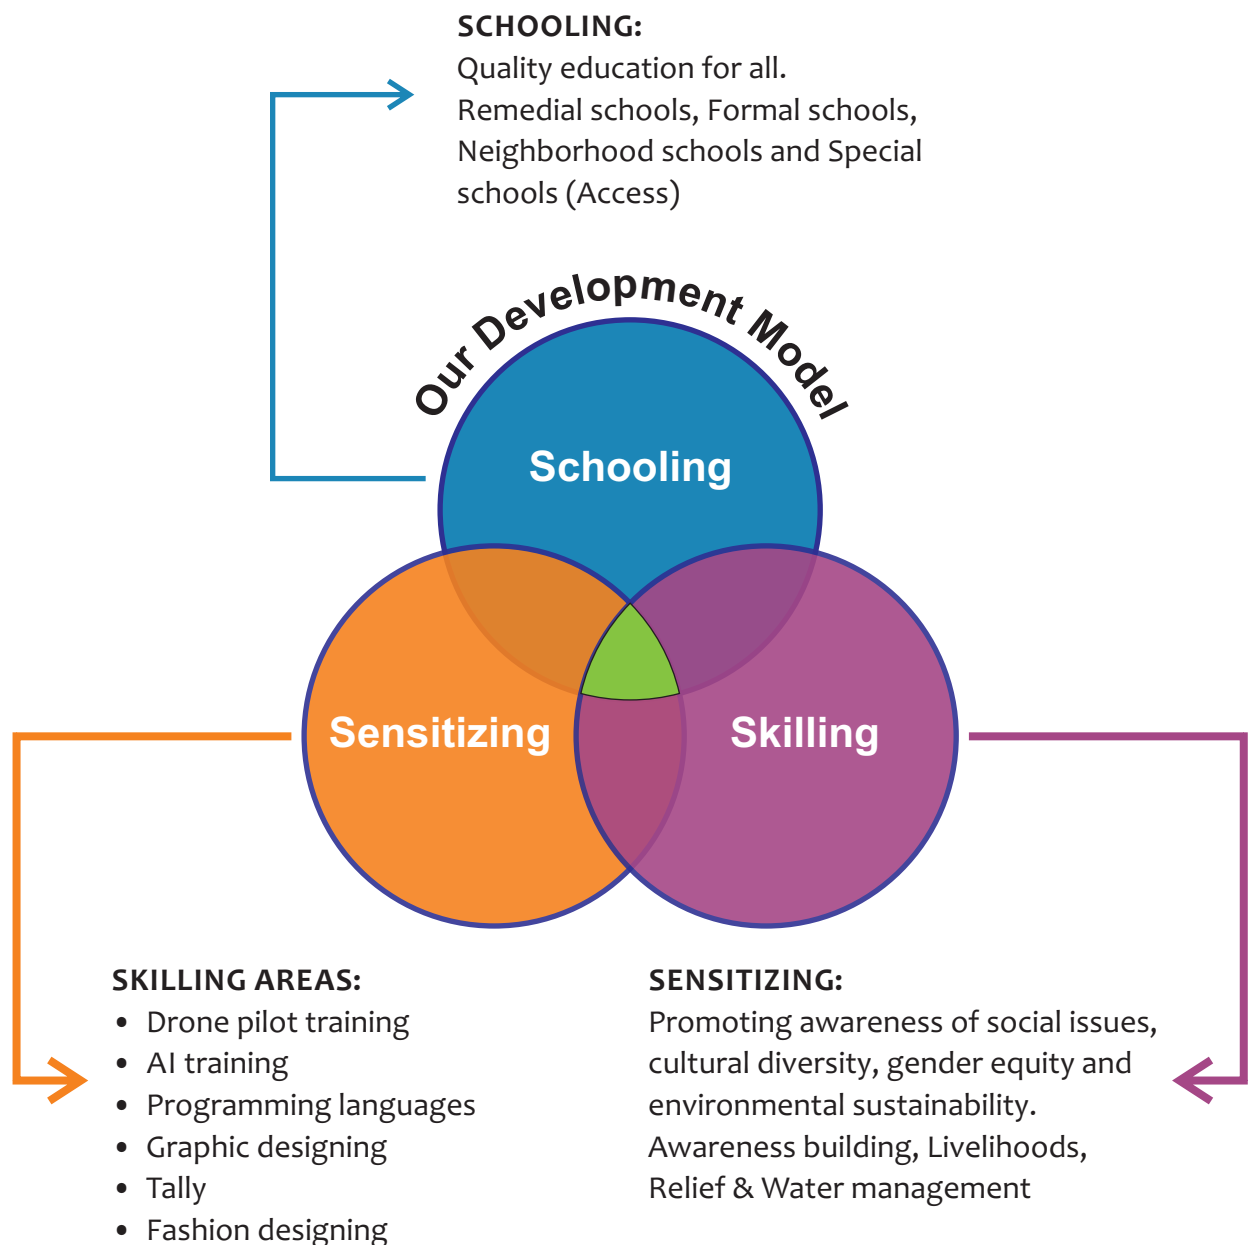 SCHOOLING:
Quality education for all.
Remedial schools, Formal schools,
Neighborhood schools and Special
schools (Access)
Our Development Model
Schooling
Sensitizing
Skilling
SKILLING AREAS:
• Drone pilot training
• AI training
• Programming languages
• Graphic designing
• Tally
• Fashion designing
SENSITIZING:
Promoting awareness of social issues,
cultural diversity, gender equity and
environmental sustainability.
Awareness building, Livelihoods,
Relief & Water management